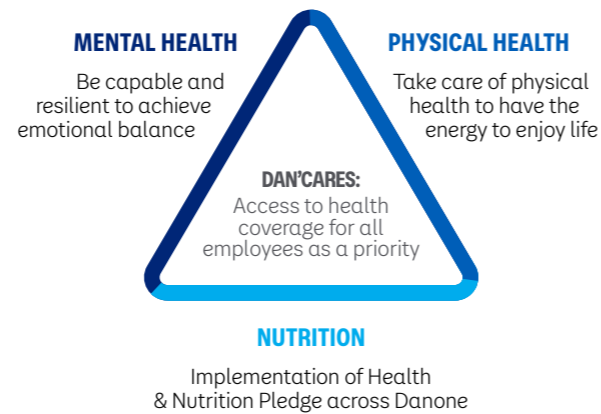 MENTAL HEALTH
Be capable and
resilient to achieve
emotional balance
PHYSICAL HEALTH
Take care of physical
health to have the
energy to enjoy life
DAN'CARES:
Access to health
coverage for all
employees as a priority
NUTRITION
Implementation of Health
& Nutrition Pledge across Danone